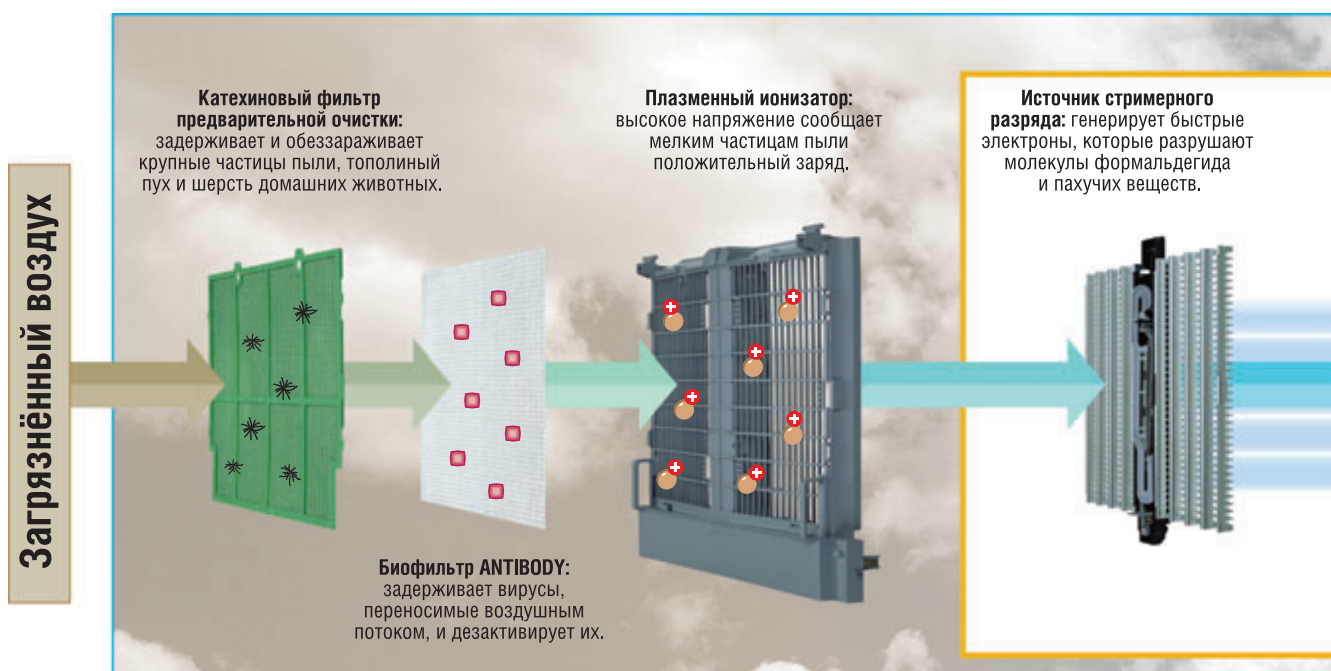 Загрязнённый воздух
Катехиновый фильтр
предварительной очистки:
задерживает и обеззараживает
крупные частицы пыли, тополиный
пух и шерсть домашних животных.
Биофильтр ANTIBODY:
задерживает вирусы,
переносимые воздушным
потоком, и дезактивирует их.
Плазменный ионизатор:
высокое напряжение сообщает
мелким частицам пыли
положительный заряд.
Источник стримерного
разряда: генерирует быстрые
электроны, которые разрушают
молекулы формальдегида
и пахучих веществ.